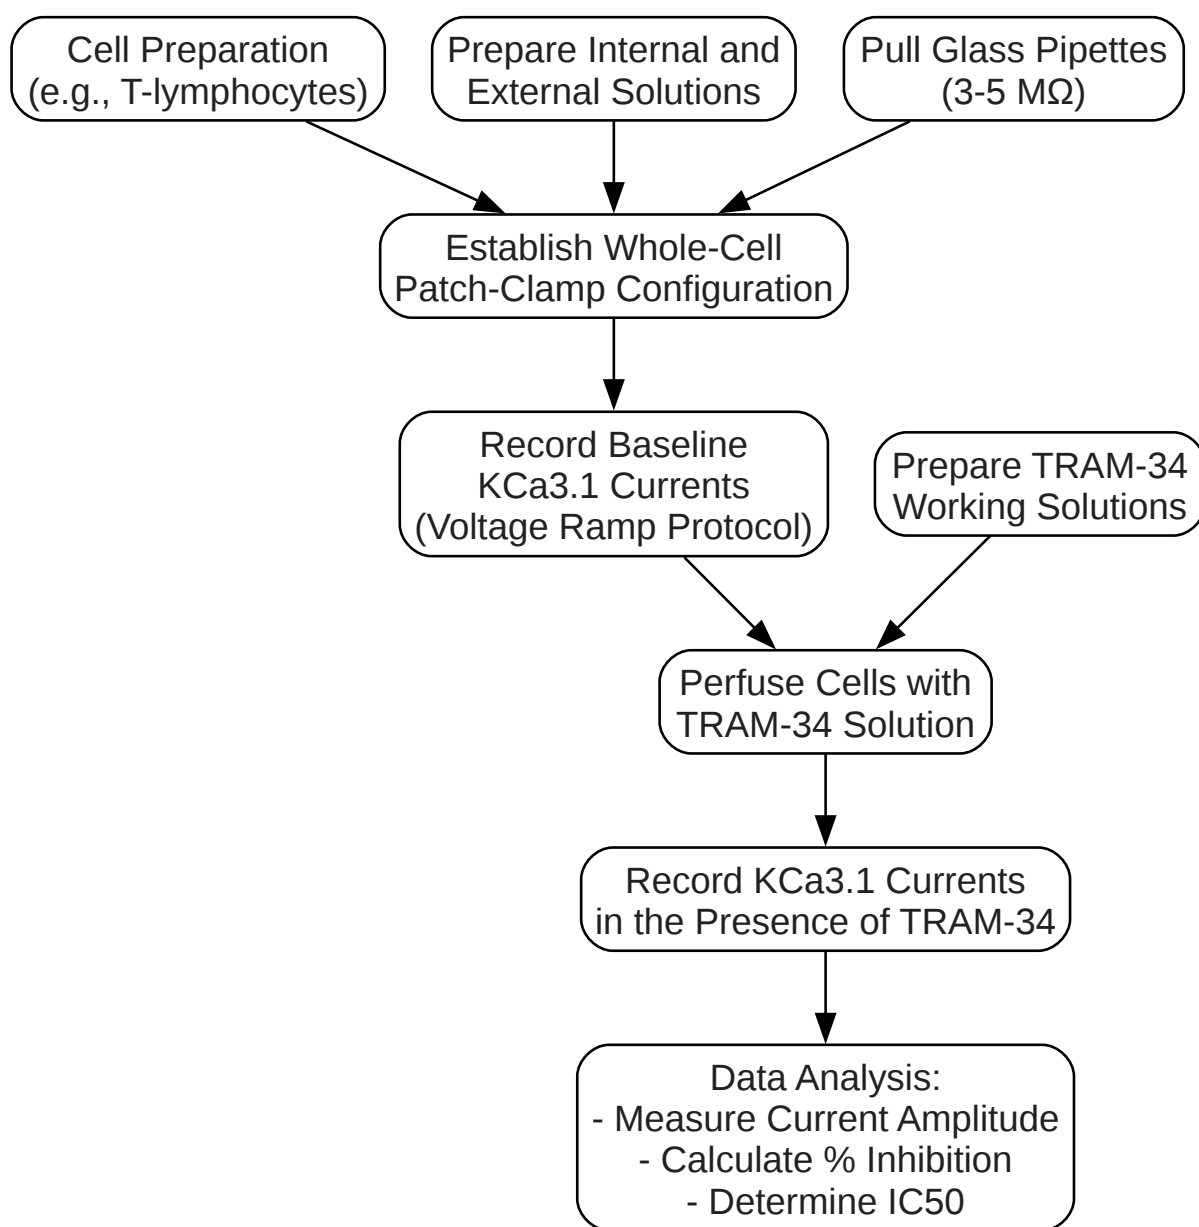 Cell Preparation
(e.g., T-lymphocytes)
Prepare Internal and
External Solutions
Pull Glass Pipettes
(3-5 MΩ)
Establish Whole-Cell
Patch-Clamp Configuration
Record Baseline
KCa3.1 Currents
(Voltage Ramp Protocol)
Prepare TRAM-34
Working Solutions
Perfuse Cells with
TRAM-34 Solution
Record KCa3.1 Currents
in the Presence of TRAM-34
Data Analysis:
- Measure Current Amplitude
- Calculate % Inhibition
- Determine IC50